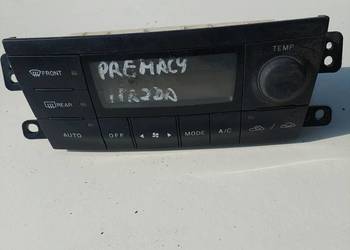 FRONT
PREMACY
TEMP
MAZDA
REAR
AUTO
OFF
MODE
A/C
/